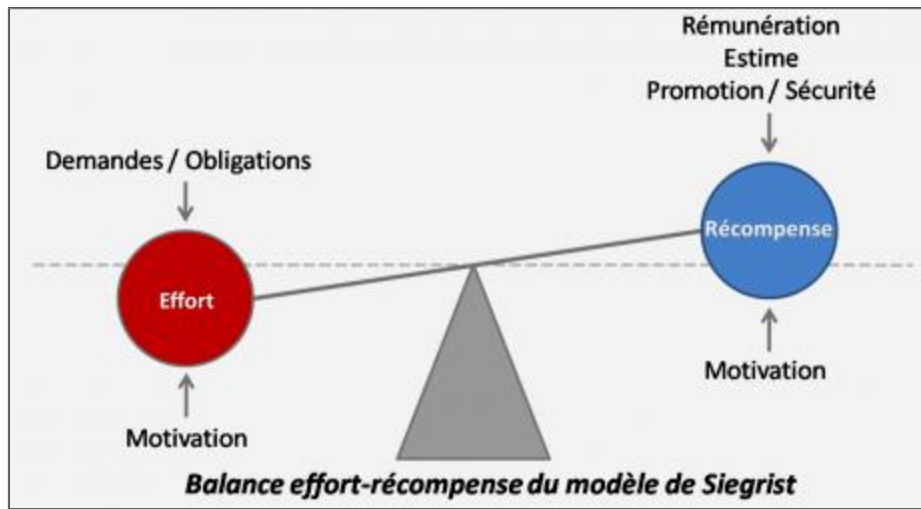 Rémunération
Estime
Promotion / Sécurité
Demandes / Obligations
Récompense
Effort
Motivation
Motivation
Balance effort-récompense du modèle de Siegrist